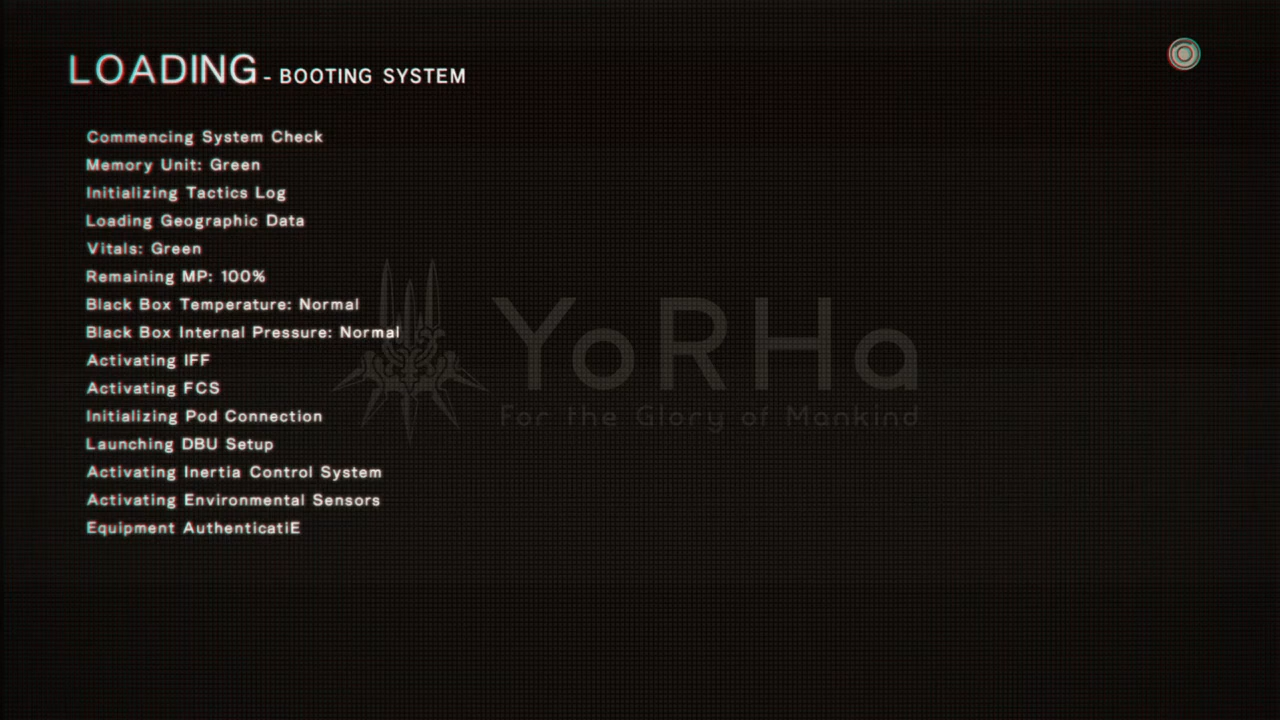 LOADING - BOOTING SYSTEM
Commencing System Check
Memory Unit: Green
Initializing Tactics Log
Loading Geographic Data
Vitals: Green
Remaining MP: 100%
Black Box Temperature: Normal
Black Box Internal Pressure: Normal
Activating IFF
Activating FCS
Initializing Pod Connection
Launching DBU Setup
Activating Inertia Control System
Activating Environmental Sensors
Equipment AuthenticatiE
YoRHa
For the Glory of Mankind